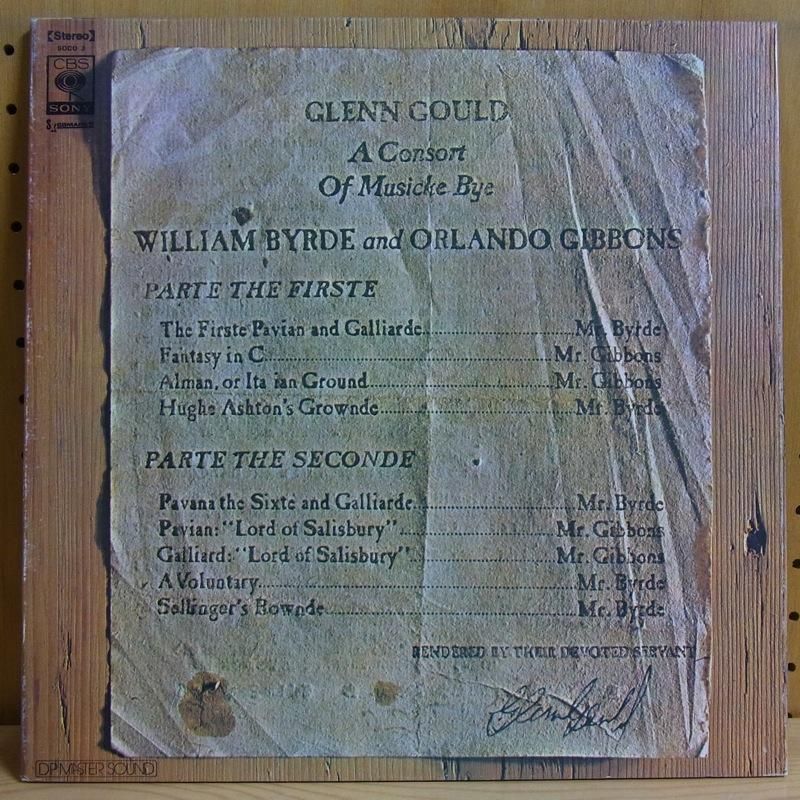 【Stereo】
SOCO 3
CBS
SONY
GLENN GOULD
A Consort
Of Musicke Bye
WILLIAM BYRDE and ORLANDO GIBBONS
PARTE THE FIRSTE
The Firste Pavian and Galliarde..............................Mr. Byrde
Fantasy in C..............................Mr. Gibbons
Alman, or Ita ian Ground..............................Mr. Gibbons
Hughe Ashton's Grownde..............................Mr. Byrde
PARTE THE SECONDE
Pavana the Sixte and Galliarde..............................Mr. Byrde
Pavian: "Lord of Salisbury"..............................Mr. Gibbons
Galliard: "Lord of Salisbury"..............................Mr. Gibbons
A Voluntary..............................Mr. Byrde
Sellinger's Rownde..............................Mr. Byrde
RENDERED BY THEIR DEVOTED SERVANT
Glenn Gould
DP MASTER SOUND